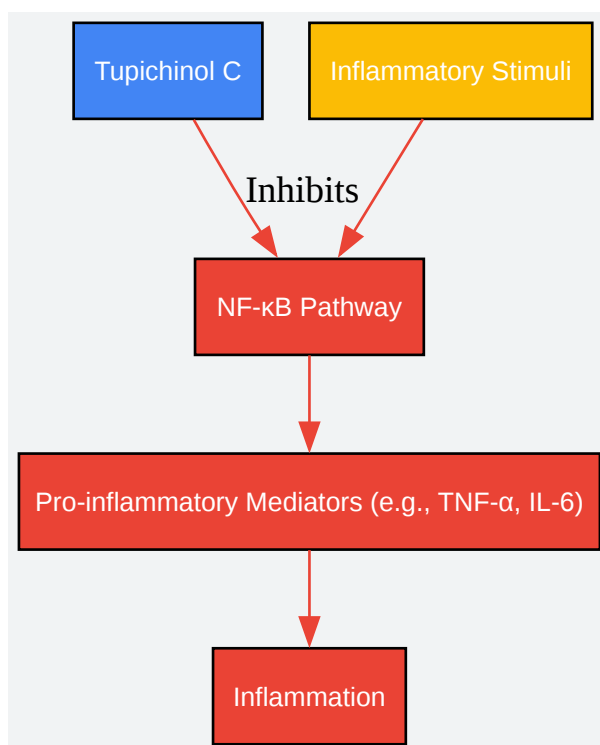 Tupichinol C
Inflammatory Stimuli
Inhibits
NF-κB Pathway
Pro-inflammatory Mediators (e.g., TNF-α, IL-6)
Inflammation